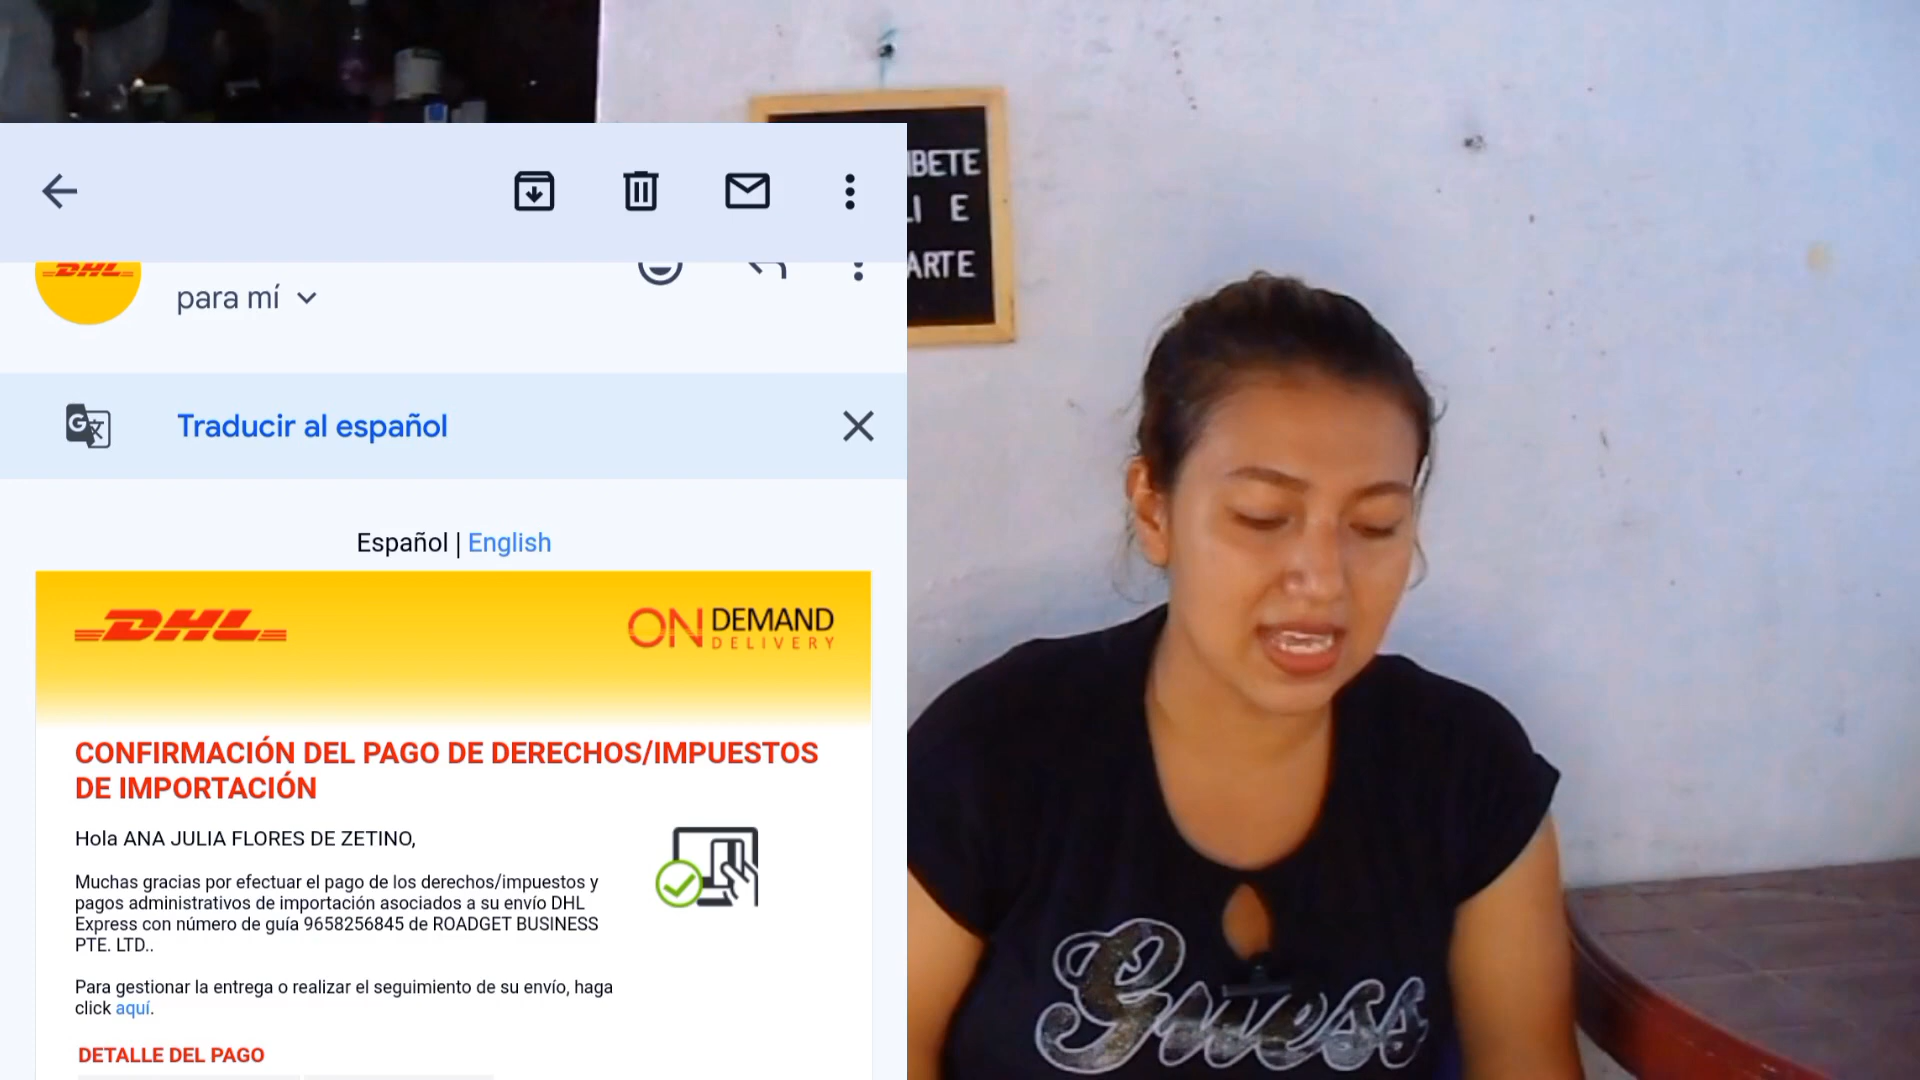 BETE
I E
ARTE
DHL
para mí
Traducir al español
Español | English
DHL
ON DEMAND
DELIVERY
CONFIRMACIÓN DEL PAGO DE DERECHOS/IMPUESTOS
DE IMPORTACIÓN
Hola ANA JULIA FLORES DE ZETINO,
Muchas gracias por efectuar el pago de los derechos/impuestos y
pagos administrativos de importación asociados a su envío DHL
Express con número de guía 9658256845 de ROADGET BUSINESS
PTE. LTD..
Para gestionar la entrega o realizar el seguimiento de su envío, haga
click aquí.
DETALLE DEL PAGO
Guess